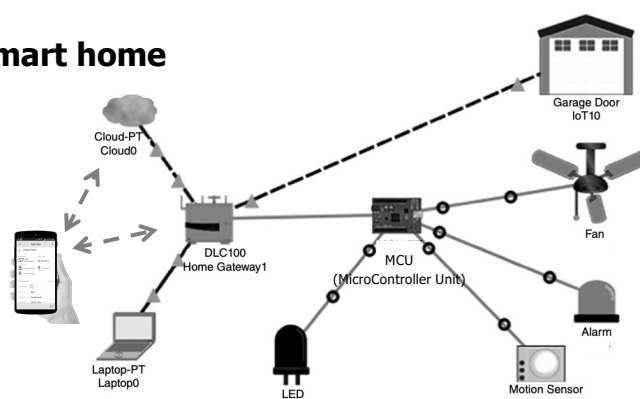 mart home
Garage Door
IoT10
Cloud-PT
Cloud0
Fan
DLC100
Home Gateway1
MCU
(MicroController Unit)
Alarm
Laptop-PT
Laptop0
LED
Motion Sensor